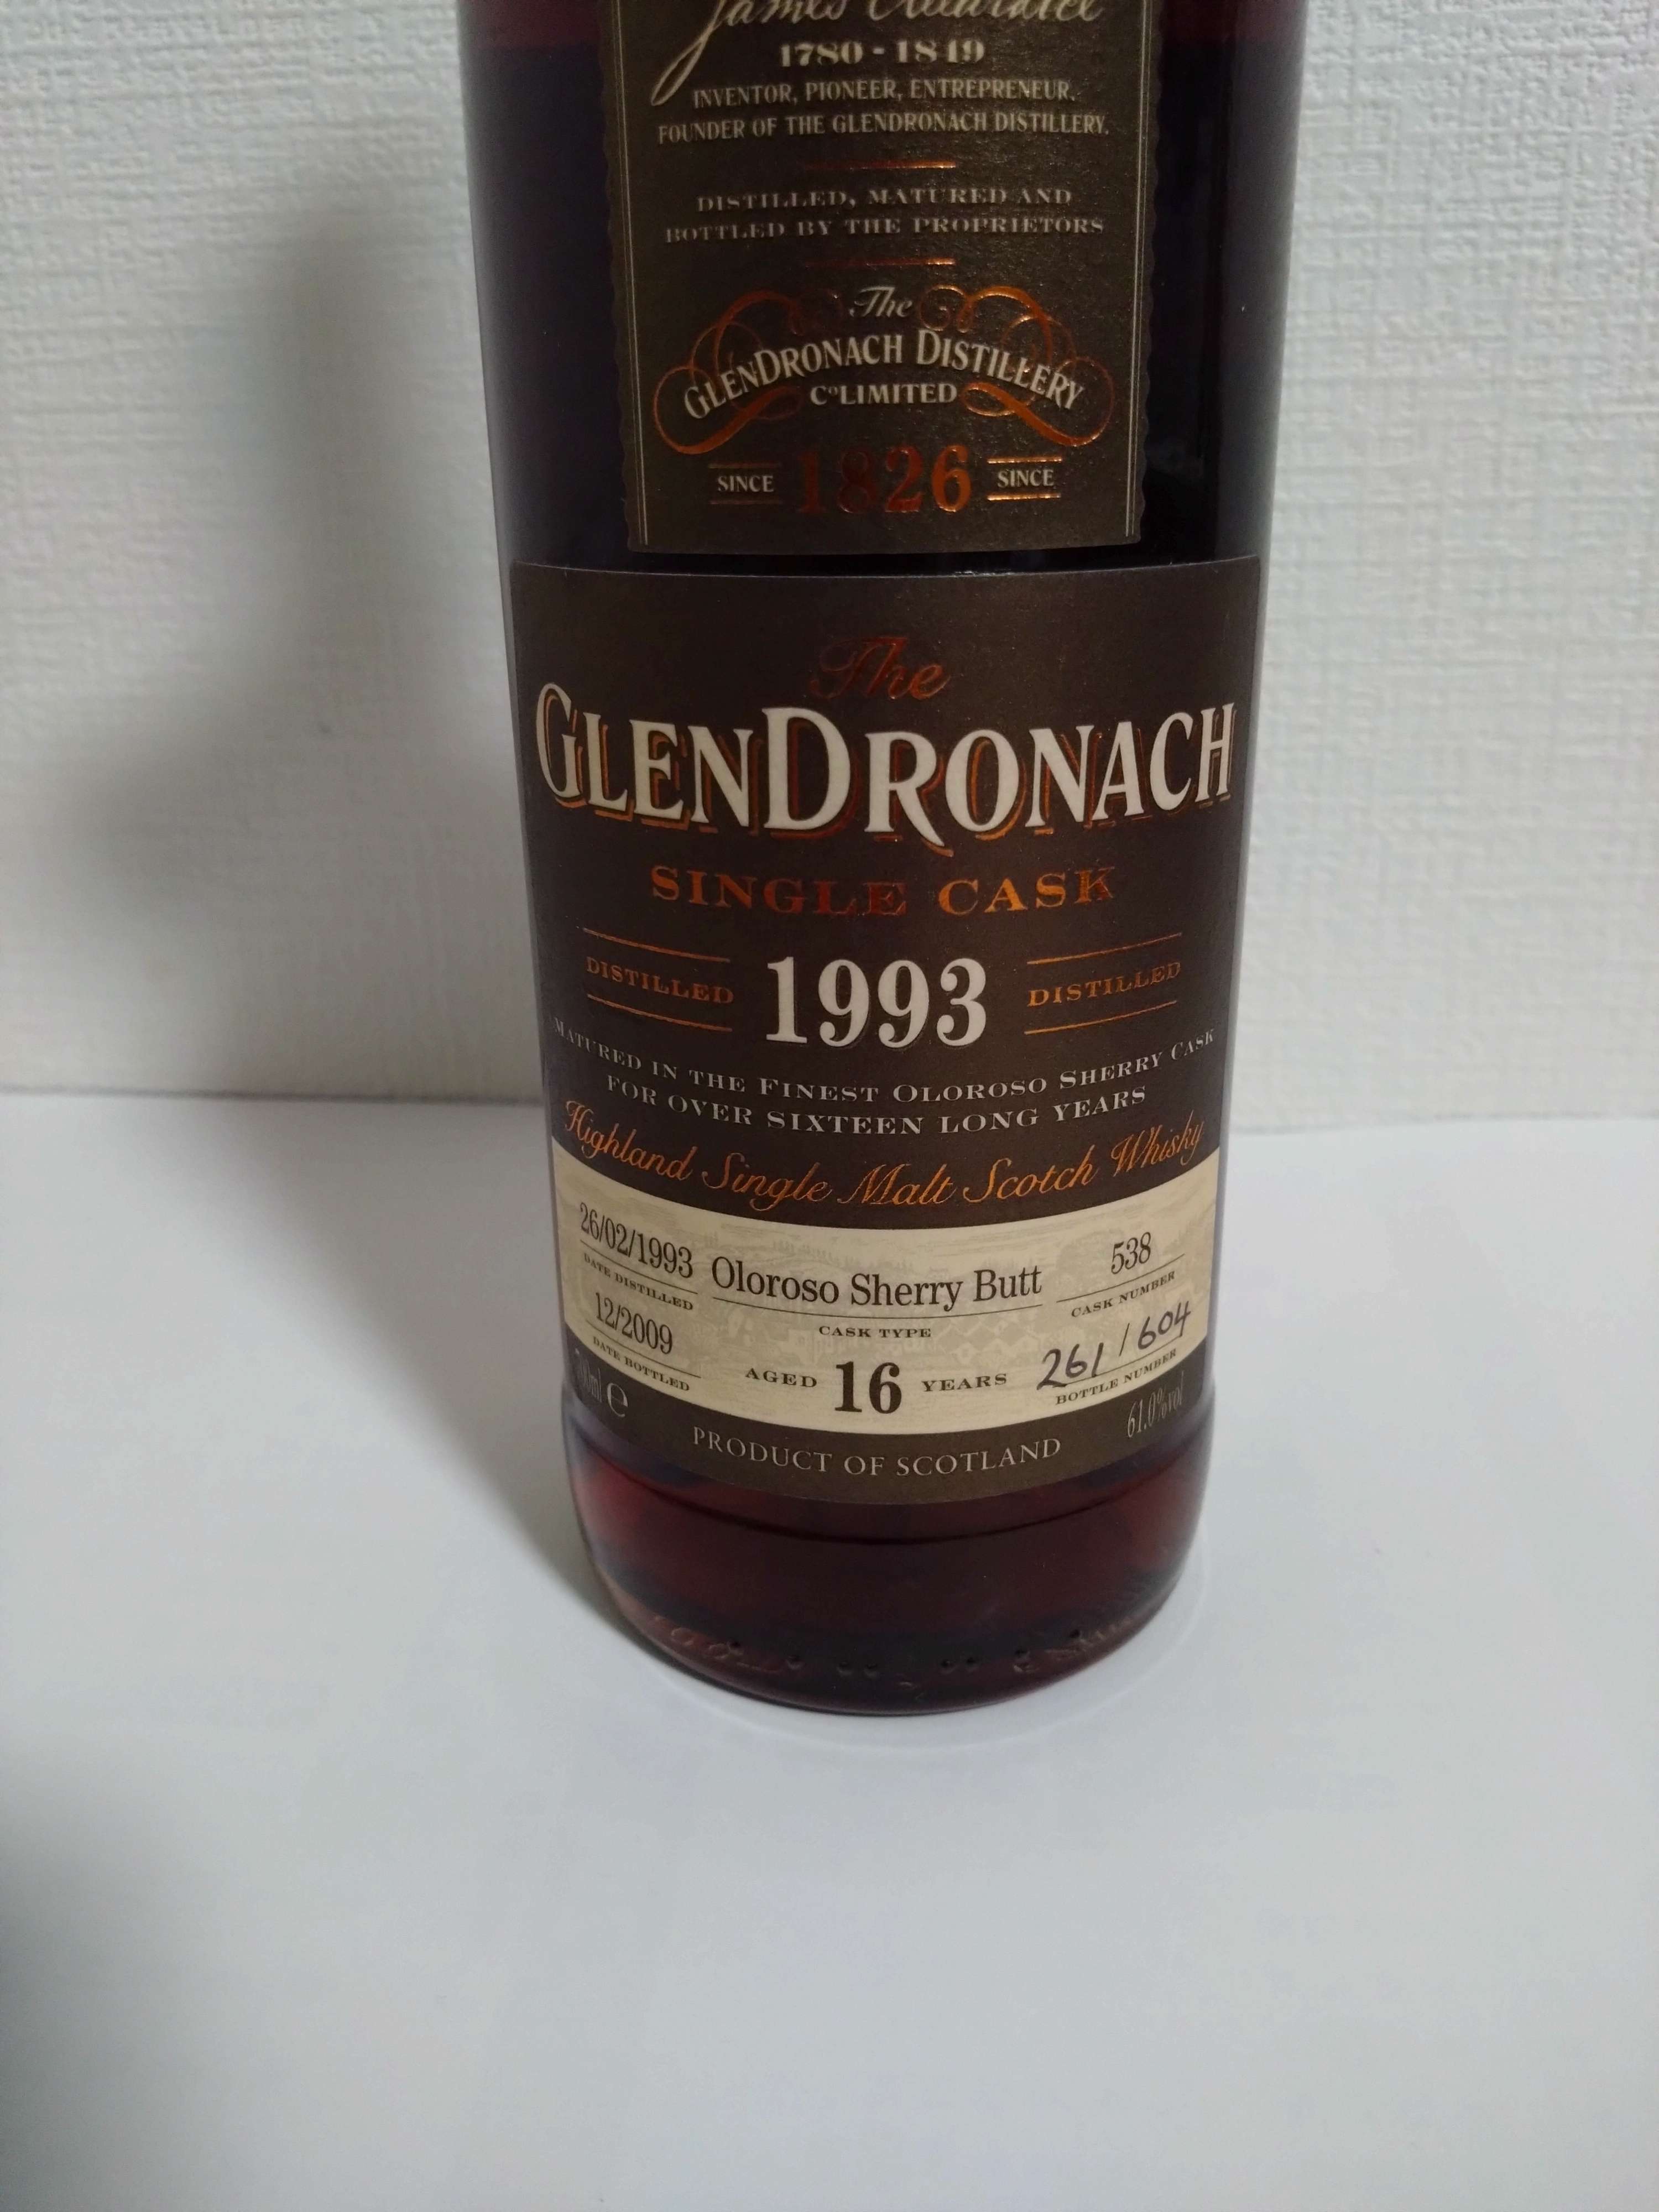 James Allardice
1780 - 1849
INVENTOR, PIONEER, ENTREPRENEUR,
FOUNDER OF THE GLENDRONACH DISTILLERY.
DISTILLED, MATURED AND
BOTTLED BY THE PROPRIETORS
The
GLENDRONACH DISTILLERY
Cº LIMITED
SINCE 1826 SINCE
The
GLENDRONACH
SINGLE CASK
DISTILLED 1993 DISTILLED
MATURED IN THE FINEST OLOROSO SHERRY CASK
FOR OVER SIXTEEN LONG YEARS
Highland Single Malt Scotch Whisky
26/02/1993 Oloroso Sherry Butt 538
DATE DISTILLED CASK TYPE CASK NUMBER
12/2009 AGED 16 YEARS 261/604
DATE BOTTLED BOTTLE NUMBER
700ml e 61.0%vol
PRODUCT OF SCOTLAND